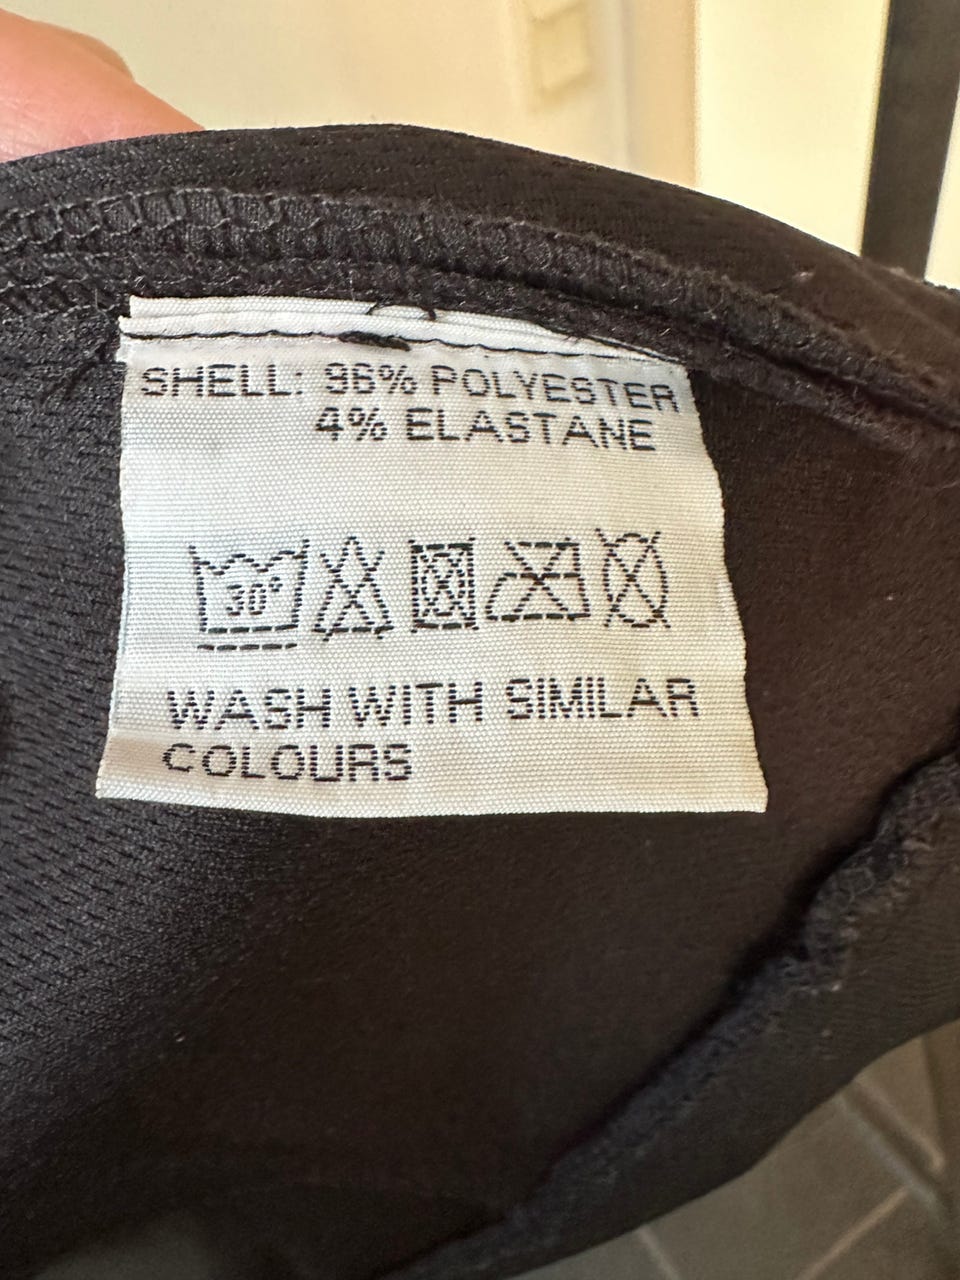 SHELL: 96% POLYESTER
4% ELASTANE
30°
WASH WITH SIMILAR
COLOURS